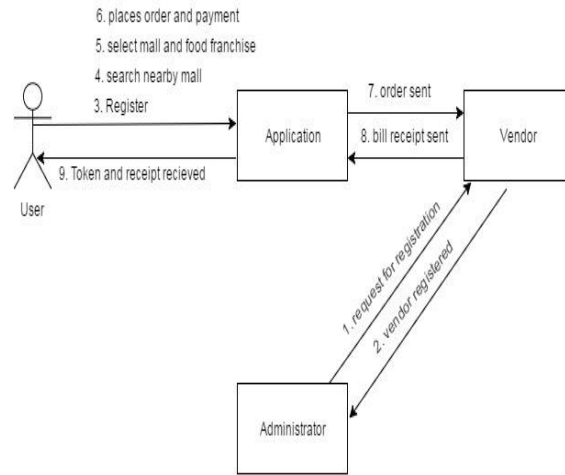 6. places order and payment
5. select mall and food franchise
4. search nearby mall
3. Register
7. order sent
Application
8. bill receipt sent
Vendor
9. Token and receipt recieved
User
1. request for registration
2. vendor registered
Administrator